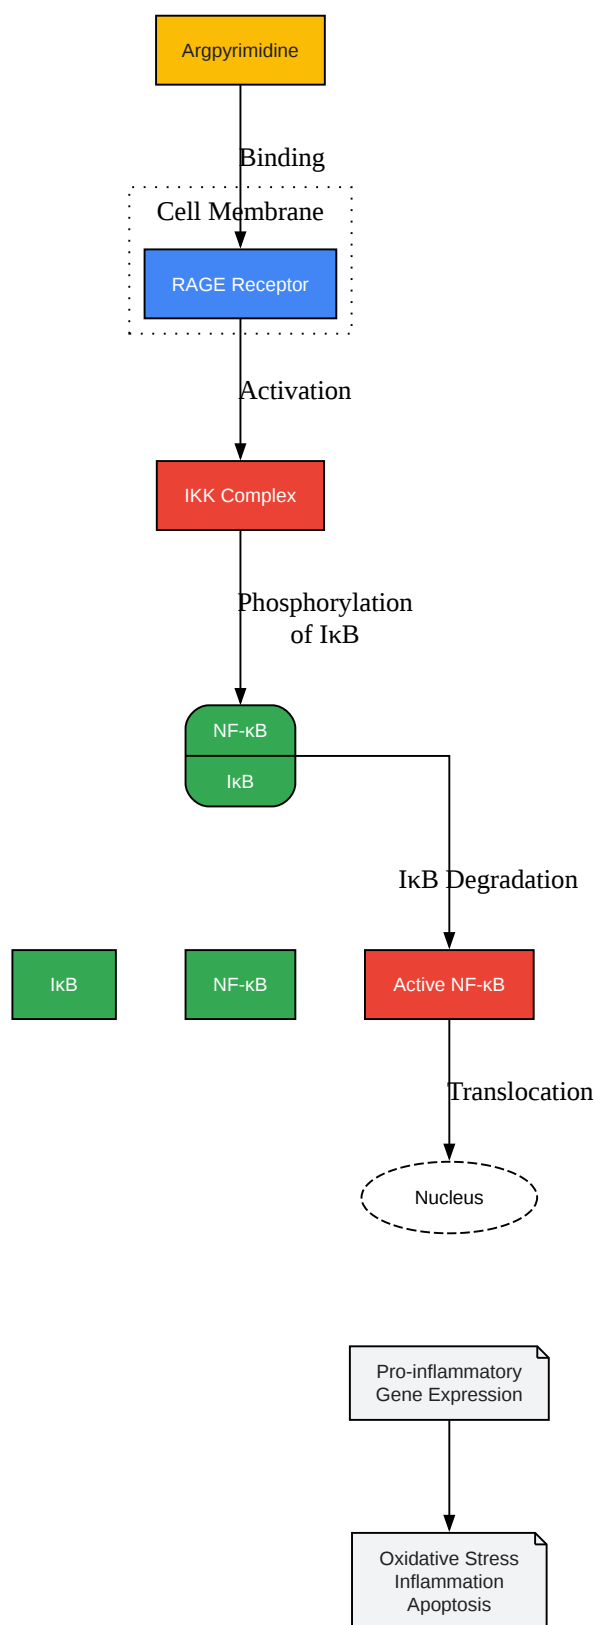 Argpyrimidine
Binding
Cell Membrane
RAGE Receptor
Activation
IKK Complex
Phosphorylation
of IκB
NF-κB
IκB
IκB Degradation
IκB
NF-κB
Active NF-κB
Translocation
Nucleus
Pro-inflammatory
Gene Expression
Oxidative Stress
Inflammation
Apoptosis